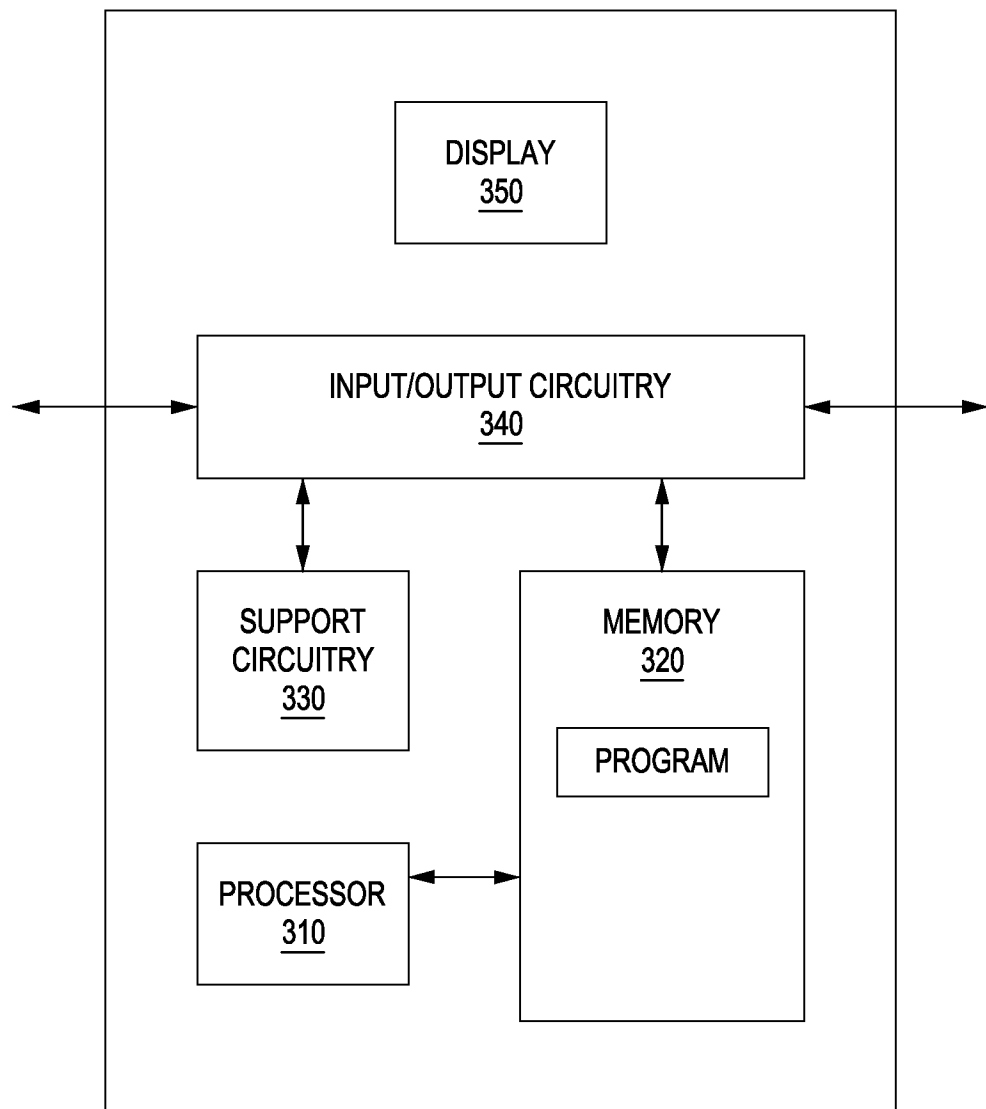 DISPLAY
350
INPUT/OUTPUT CIRCUITRY
340
SUPPORT
CIRCUITRY
330
MEMORY
320
PROGRAM
PROCESSOR
310